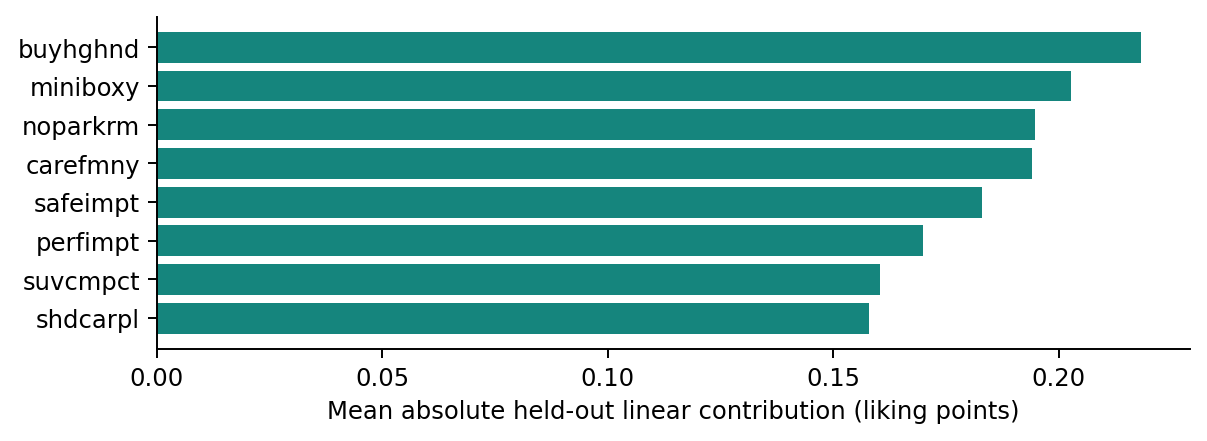 buyhghnd
miniboxy
noparkrm
carefmny
safeimpt
perfimpt
suvcmpct
shdcarpl
0.00 0.05 0.10 0.15 0.20
Mean absolute held-out linear contribution (liking points)